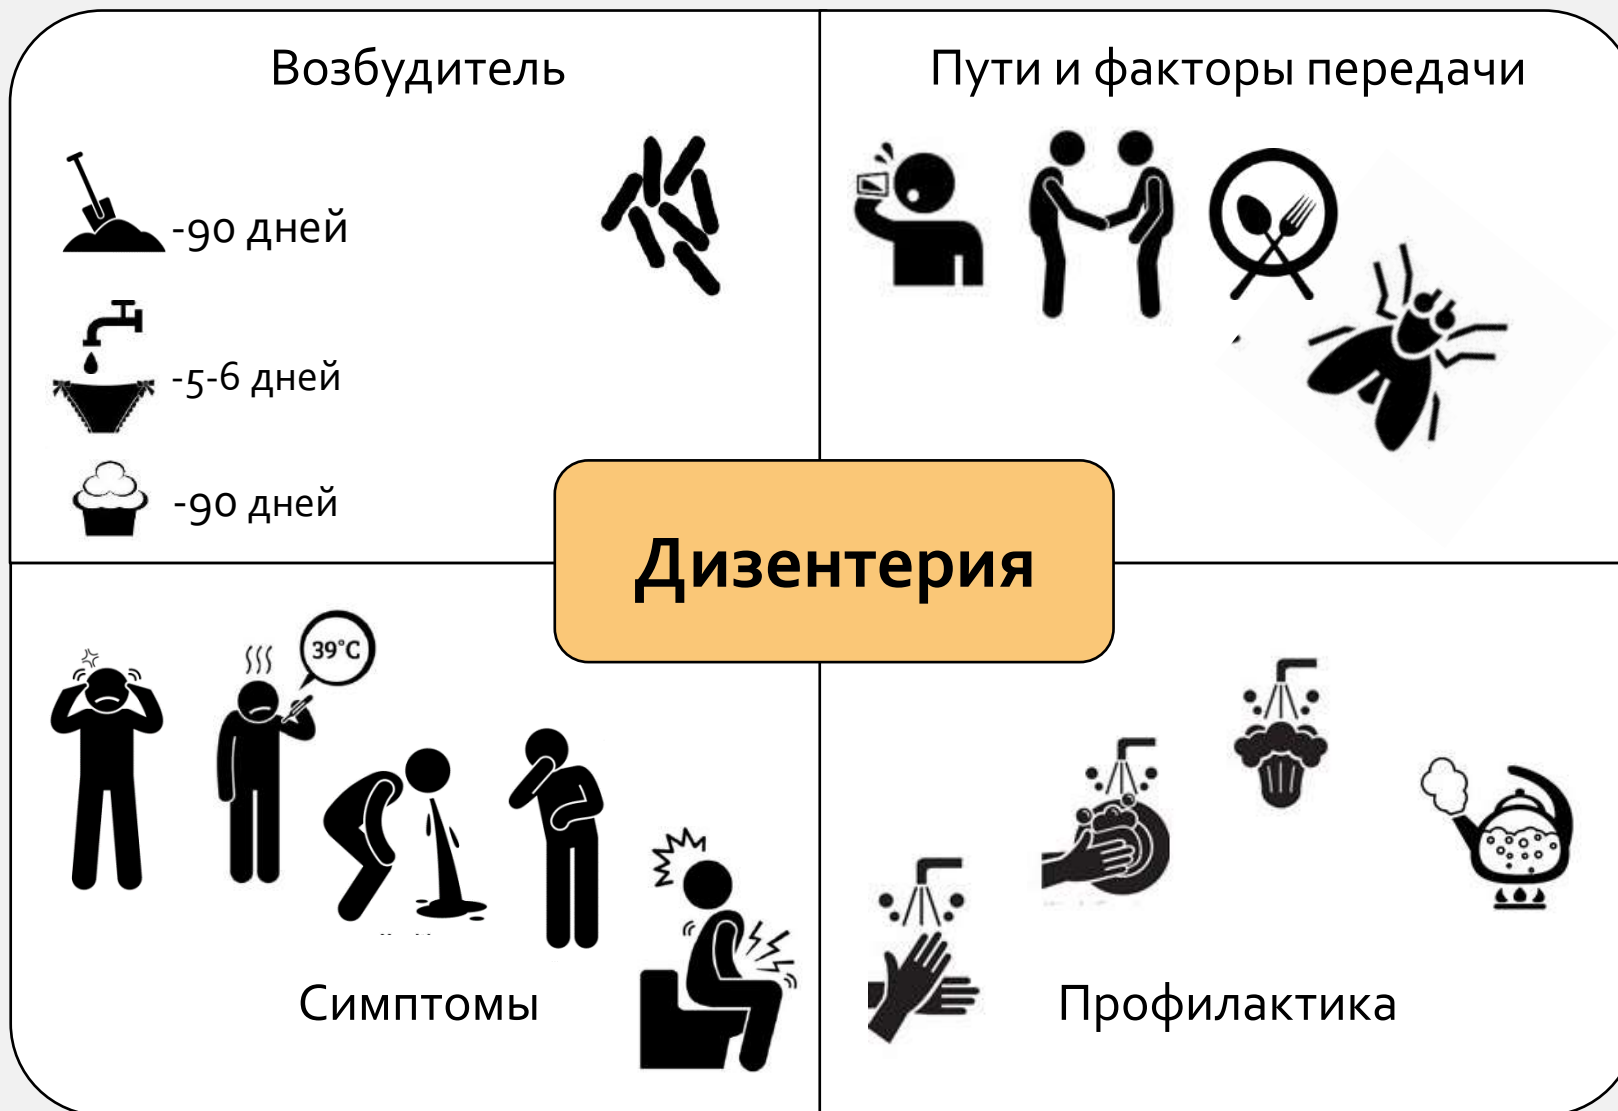 Возбудитель
-90 дней
-5-6 дней
-90 дней
Пути и факторы передачи
Дизентерия
39°C
Симптомы
Профилактика